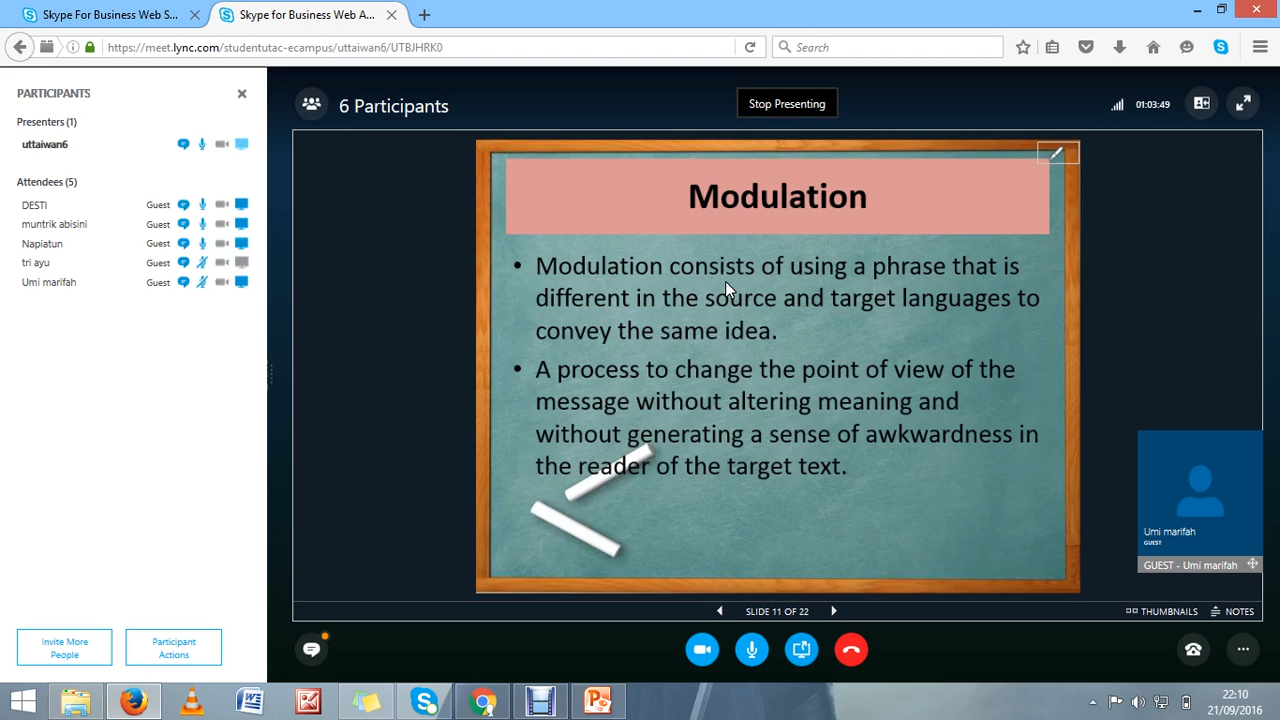 Skype For Business Web S...
Skype for Business Web A...
https://meet.lync.com/studentutac-ecampus/uttaiwan6/UTBJHRK0
Search
PARTICIPANTS
Presenters (1)
uttaiwan6
Attendees (5)
DESTI Guest
muntrik abisini Guest
Napiatun Guest
tri ayu Guest
Umi marifah Guest
Invite More
People
Participant
Actions
6 Participants
Stop Presenting
01:03:49
Modulation
• Modulation consists of using a phrase that is
different in the source and target languages to
convey the same idea.
• A process to change the point of view of the
message without altering meaning and
without generating a sense of awkwardness in
the reader of the target text.
Umi marifah
GUEST
GUEST - Umi marifah
SLIDE 11 OF 22
THUMBNAILS
NOTES
22:10
21/09/2016